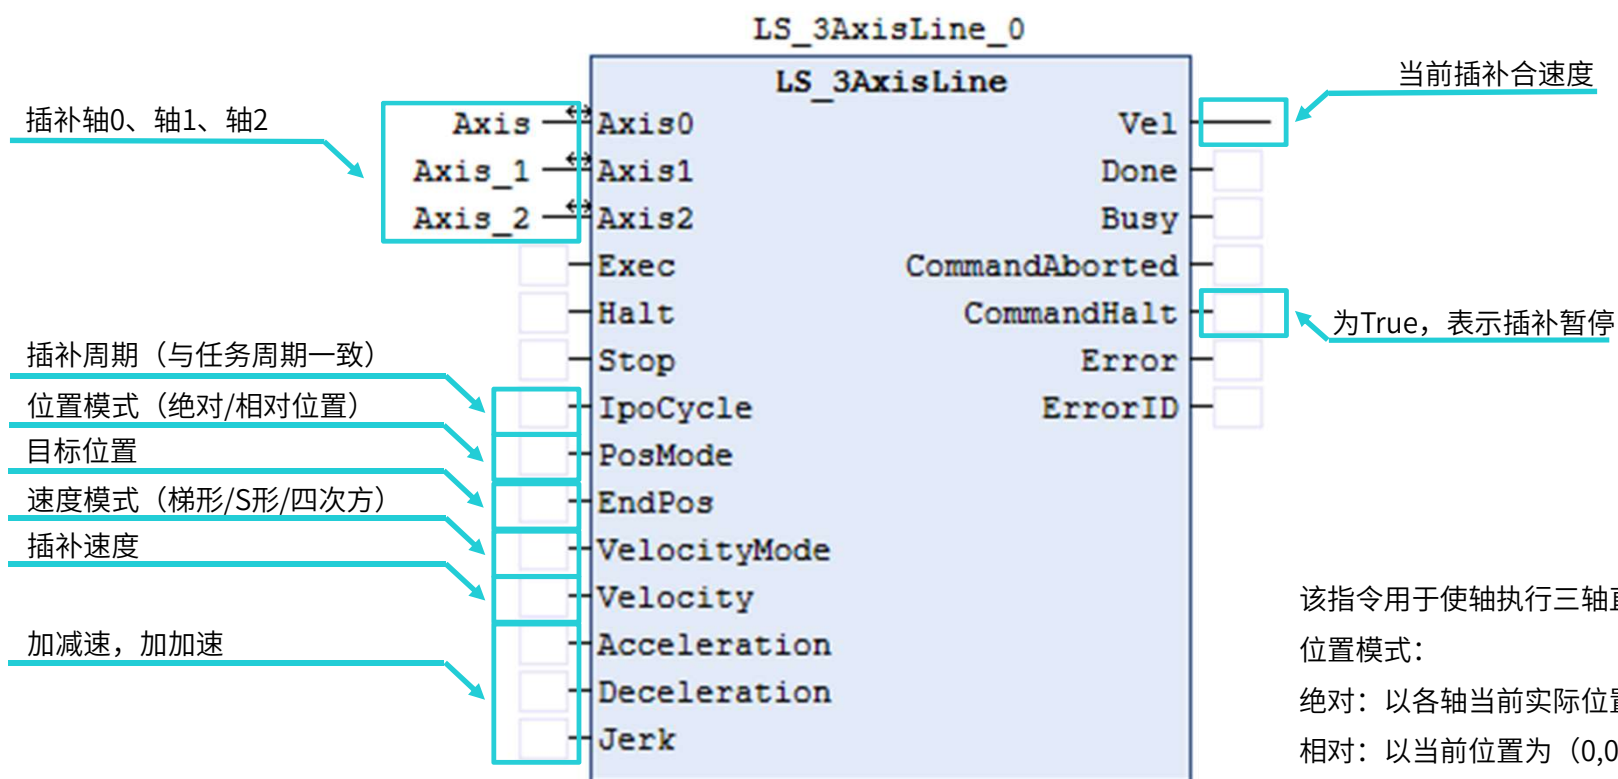 LS_3AxisLine_0
LS_3AxisLine
当前插补合速度
插补轴0、轴1、轴2
Axis Axis0 Vel
Axis_1 Axis1 Done
Axis_2 Axis2 Busy
Exec CommandAborted
Halt CommandHalt
为True，表示插补暂停
插补周期（与任务周期一致）
Stop Error
位置模式（绝对/相对位置）
IpoCycle ErrorID
目标位置
PosMode
速度模式（梯形/S形/四次方）
EndPos
插补速度
VelocityMode
Velocity
加减速，加加速
Acceleration
Deceleration
Jerk
该指令用于使轴执行三轴直
位置模式：
绝对：以各轴当前实际位置
相对：以当前位置为（0,0